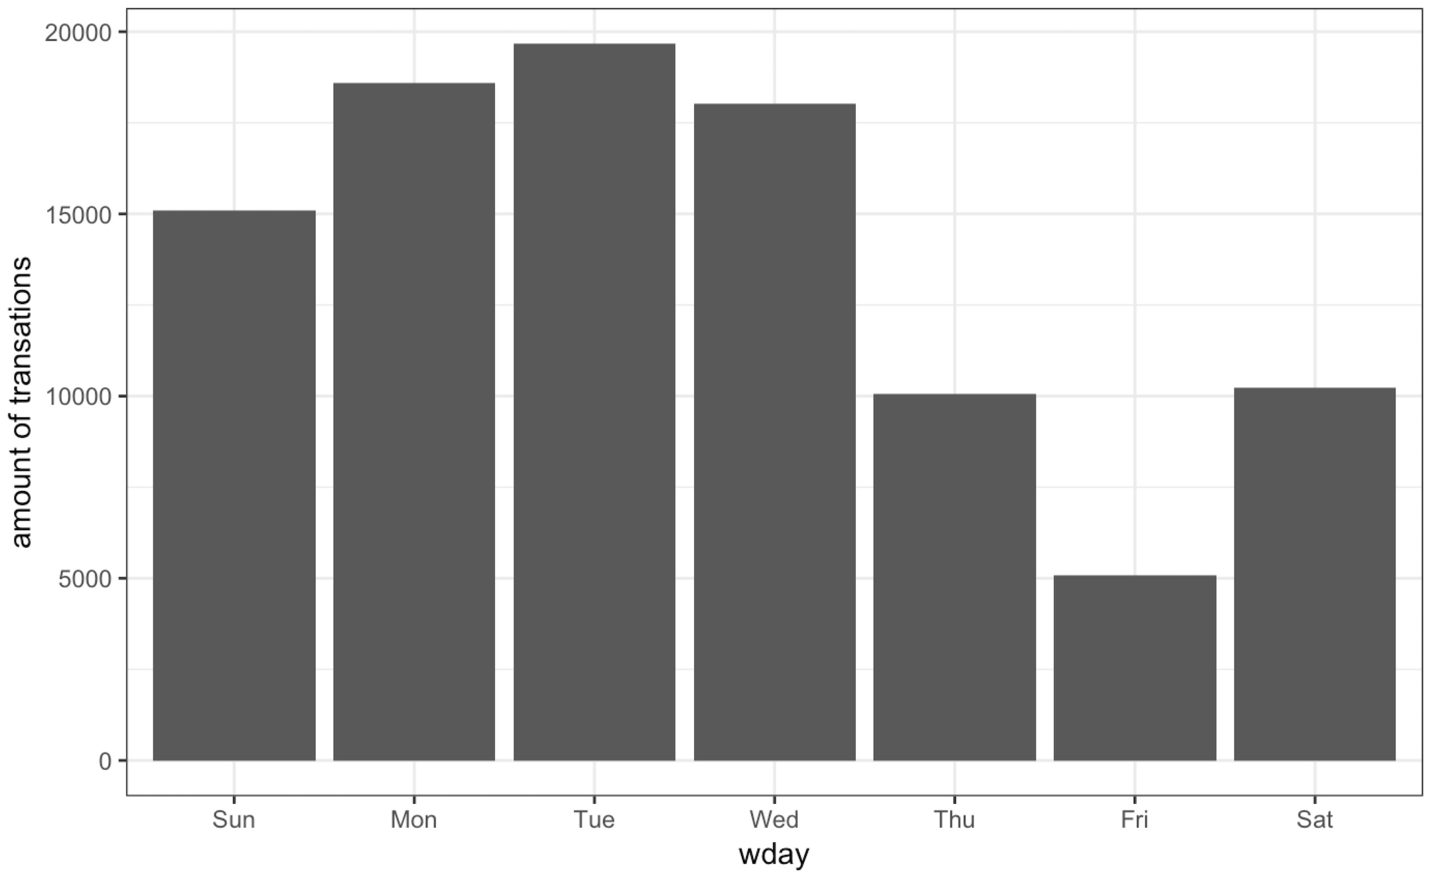 20000
15000
10000
5000
0
amount of transations
Sun Mon Tue Wed Thu Fri Sat
wday